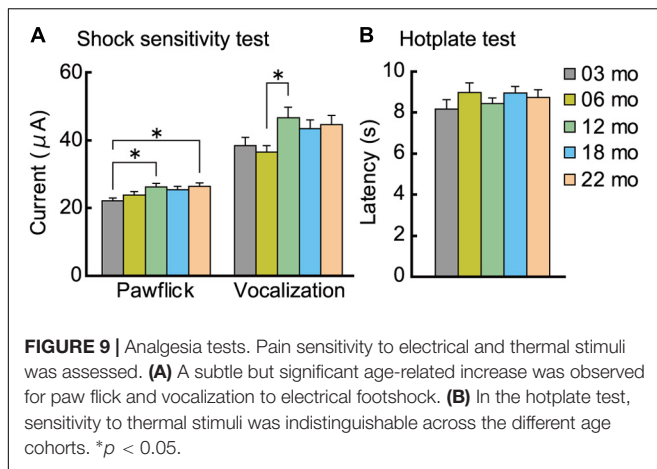 A Shock sensitivity test
60
40
20
0
Current (μA)
*
*
*
Pawflick Vocalization
B Hotplate test
10
8
6
4
2
0
Latency (s)
03 mo
06 mo
12 mo
18 mo
22 mo
FIGURE 9 | Analgesia tests. Pain sensitivity to electrical and thermal stimuli
was assessed. (A) A subtle but significant age-related increase was observed
for paw flick and vocalization to electrical footshock. (B) In the hotplate test,
sensitivity to thermal stimuli was indistinguishable across the different age
cohorts. *p < 0.05.